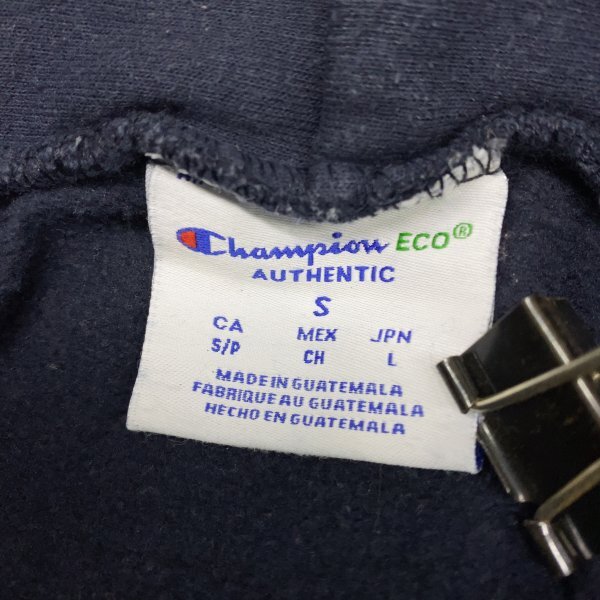 Champion ECO®
AUTHENTIC
S
CA MEX JPN
S/P CH L
MADE IN GUATEMALA
FABRIQUE AU GUATEMALA
HECHO EN GUATEMALA